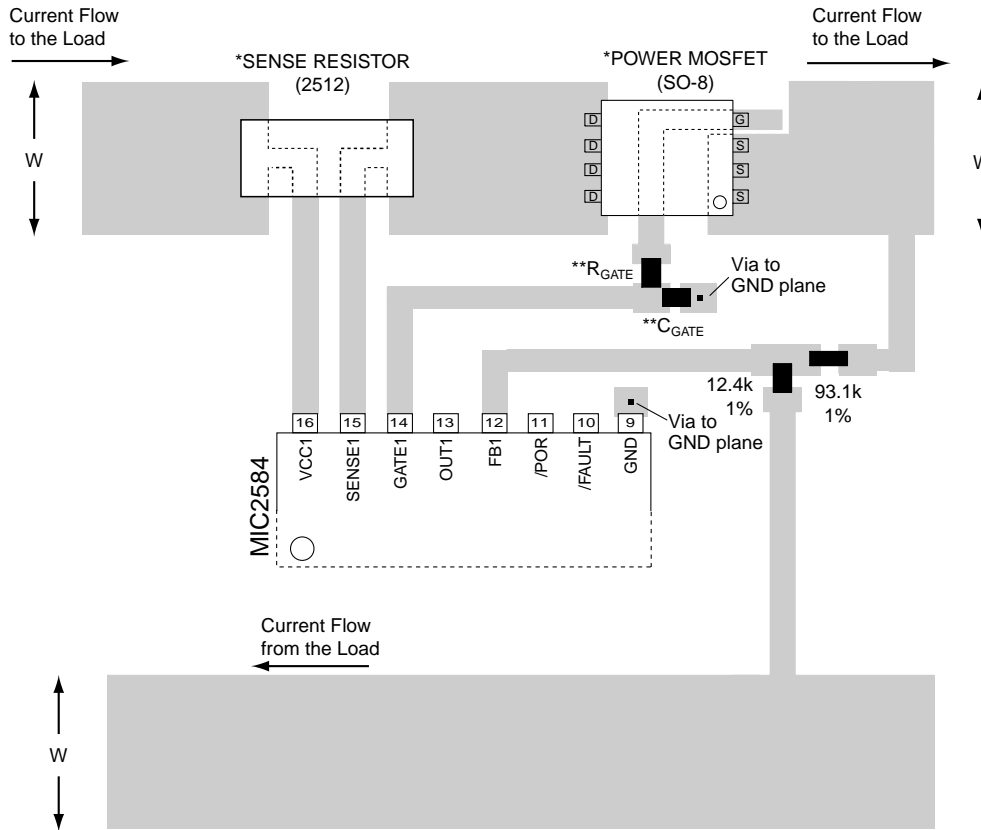 Current Flow
to the Load
Current Flow
to the Load
*SENSE RESISTOR
(2512)
*POWER MOSFET
(SO-8)
W
W
D
D
D
D
G
S
S
S
**RGATE
Via to
GND plane
**CGATE
12.4k
1%
93.1k
1%
Via to
GND plane
16
15
14
13
12
11
10
9
VCC1
SENSE1
GATE1
OUT1
FB1
/POR
/FAULT
GND
MIC2584
Current Flow
from the Load
W